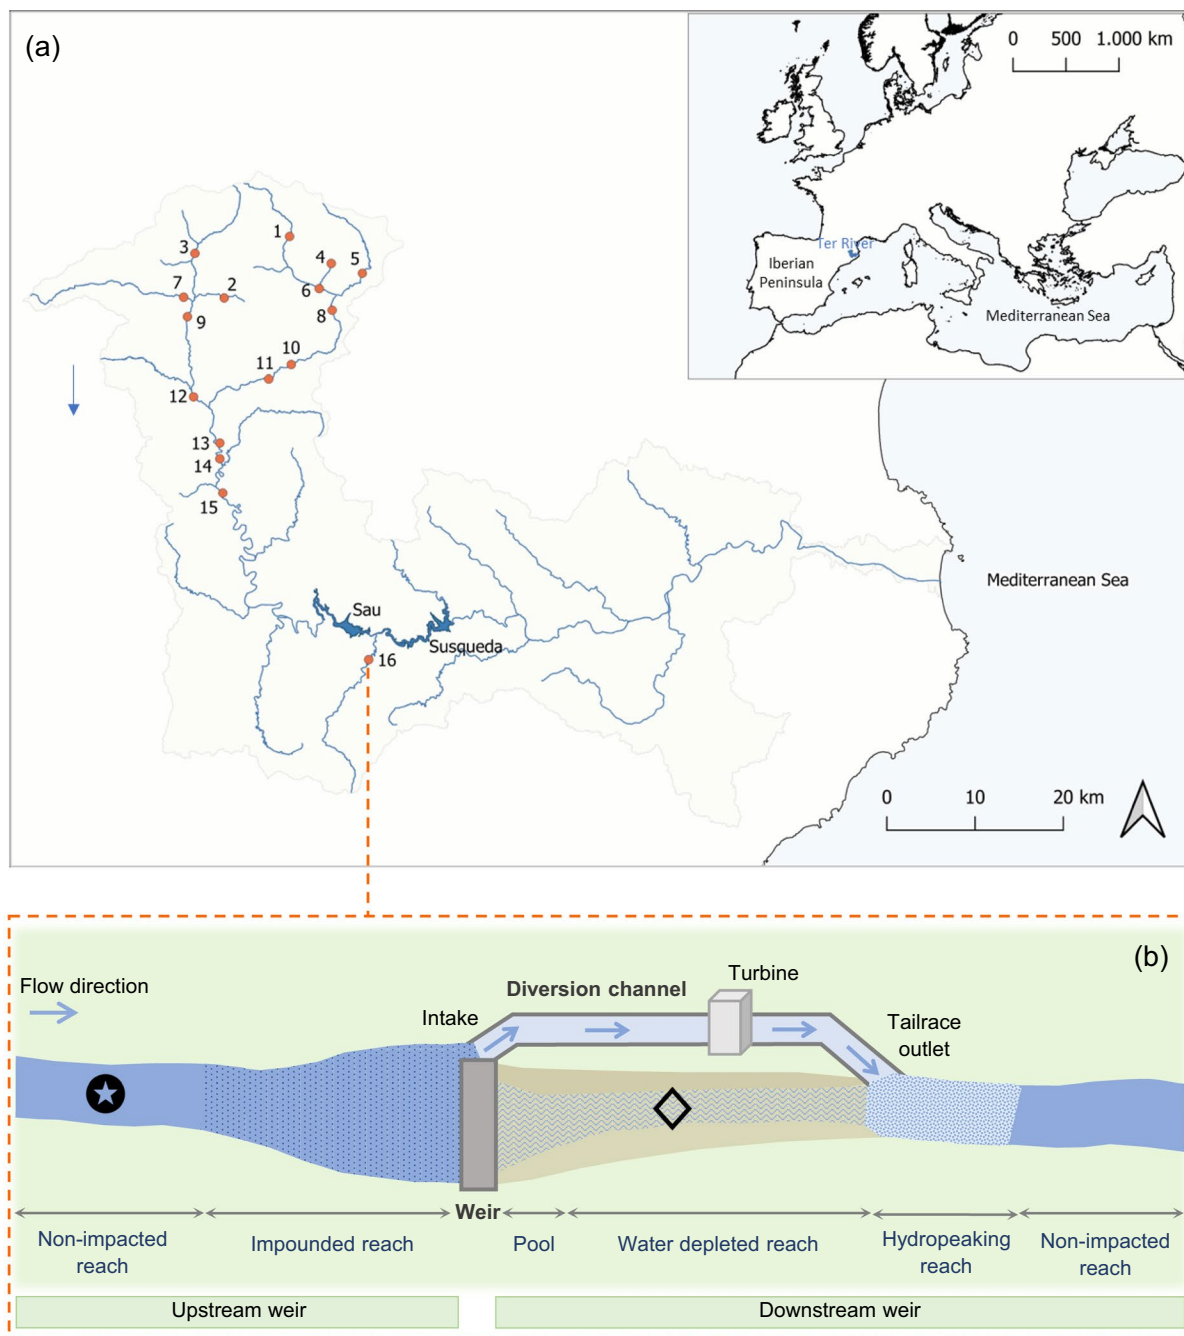 (a)
0 500 1.000 km
Ter River
Iberian
Peninsula
Mediterranean Sea
1
3
4
5
7
2
6
8
9
10
11
12
13
14
15
Mediterranean Sea
Sau
Susqueda
16
0 10 20 km
(b)
Flow direction
Turbine
Diversion channel
Intake
Tailrace
outlet
Weir
Non-impacted
reach
Impounded reach
Pool
Water depleted reach
Hydropeaking
reach
Non-impacted
reach
Upstream weir
Downstream weir